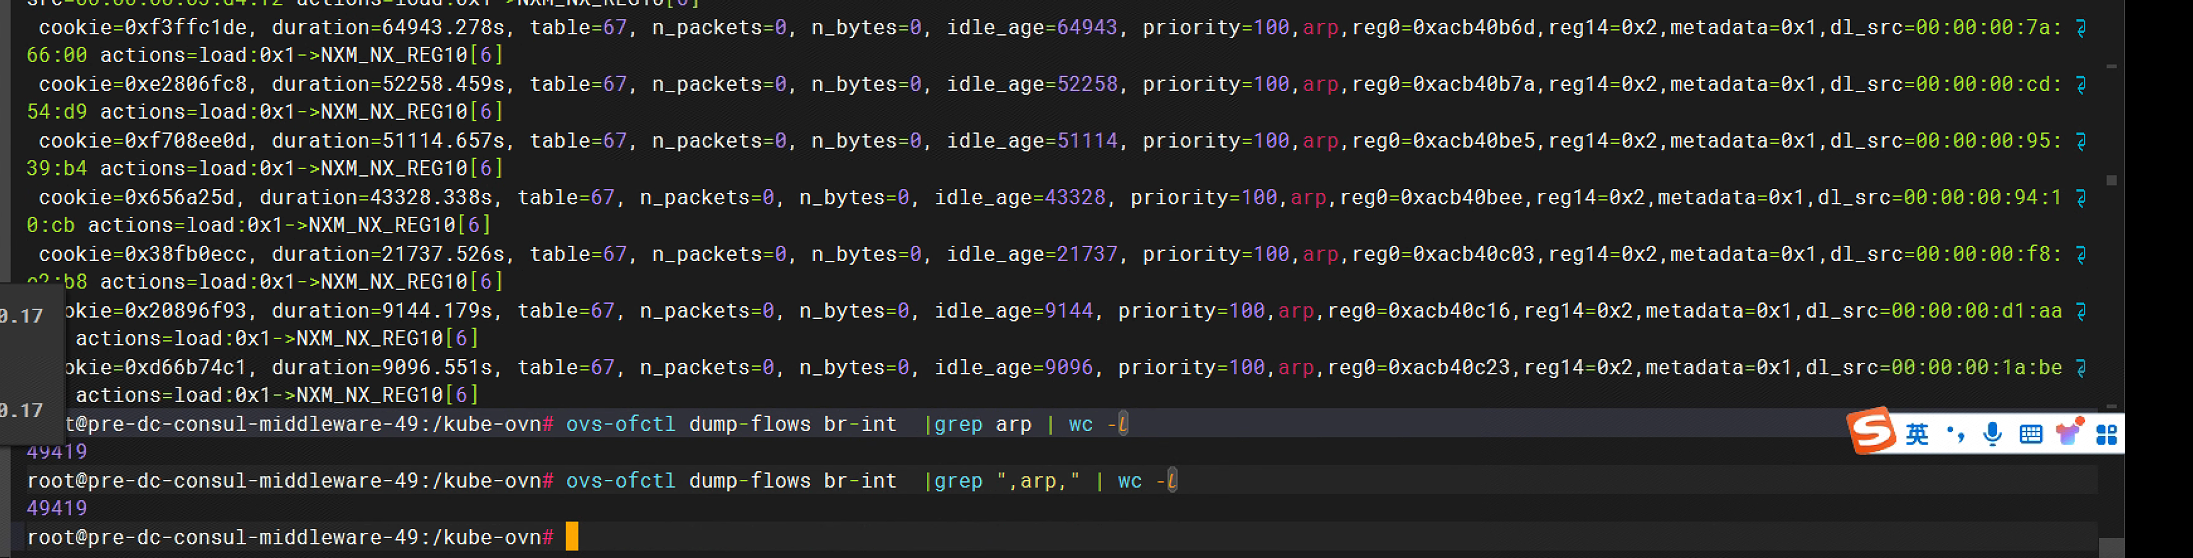 src=00:00:00:05:d4:f2 actions=load:0x1->NXM_NX_REG10[6]
cookie=0xf3ffc1de, duration=64943.278s, table=67, n_packets=0, n_bytes=0, idle_age=64943, priority=100,arp,reg0=0xacb40b6d,reg14=0x2,metadata=0x1,dl_src=00:00:00:7a:
66:00 actions=load:0x1->NXM_NX_REG10[6]
cookie=0xe2806fc8, duration=52258.459s, table=67, n_packets=0, n_bytes=0, idle_age=52258, priority=100,arp,reg0=0xacb40b7a,reg14=0x2,metadata=0x1,dl_src=00:00:00:cd:
54:d9 actions=load:0x1->NXM_NX_REG10[6]
cookie=0xf708ee0d, duration=51114.657s, table=67, n_packets=0, n_bytes=0, idle_age=51114, priority=100,arp,reg0=0xacb40be5,reg14=0x2,metadata=0x1,dl_src=00:00:00:95:
39:b4 actions=load:0x1->NXM_NX_REG10[6]
cookie=0x656a25d, duration=43328.338s, table=67, n_packets=0, n_bytes=0, idle_age=43328, priority=100,arp,reg0=0xacb40bee,reg14=0x2,metadata=0x1,dl_src=00:00:00:94:1
0:cb actions=load:0x1->NXM_NX_REG10[6]
cookie=0x38fb0ecc, duration=21737.526s, table=67, n_packets=0, n_bytes=0, idle_age=21737, priority=100,arp,reg0=0xacb40c03,reg14=0x2,metadata=0x1,dl_src=00:00:00:f8:
e2:b8 actions=load:0x1->NXM_NX_REG10[6]
okie=0x20896f93, duration=9144.179s, table=67, n_packets=0, n_bytes=0, idle_age=9144, priority=100,arp,reg0=0xacb40c16,reg14=0x2,metadata=0x1,dl_src=00:00:00:d1:aa
0.17
actions=load:0x1->NXM_NX_REG10[6]
okie=0xd66b74c1, duration=9096.551s, table=67, n_packets=0, n_bytes=0, idle_age=9096, priority=100,arp,reg0=0xacb40c23,reg14=0x2,metadata=0x1,dl_src=00:00:00:1a:be
actions=load:0x1->NXM_NX_REG10[6]
0.17
t@pre-dc-consul-middleware-49:/kube-ovn# ovs-ofctl dump-flows br-int  |grep arp | wc -l
英
49419
root@pre-dc-consul-middleware-49:/kube-ovn# ovs-ofctl dump-flows br-int  |grep ",arp," | wc -l
49419
root@pre-dc-consul-middleware-49:/kube-ovn#